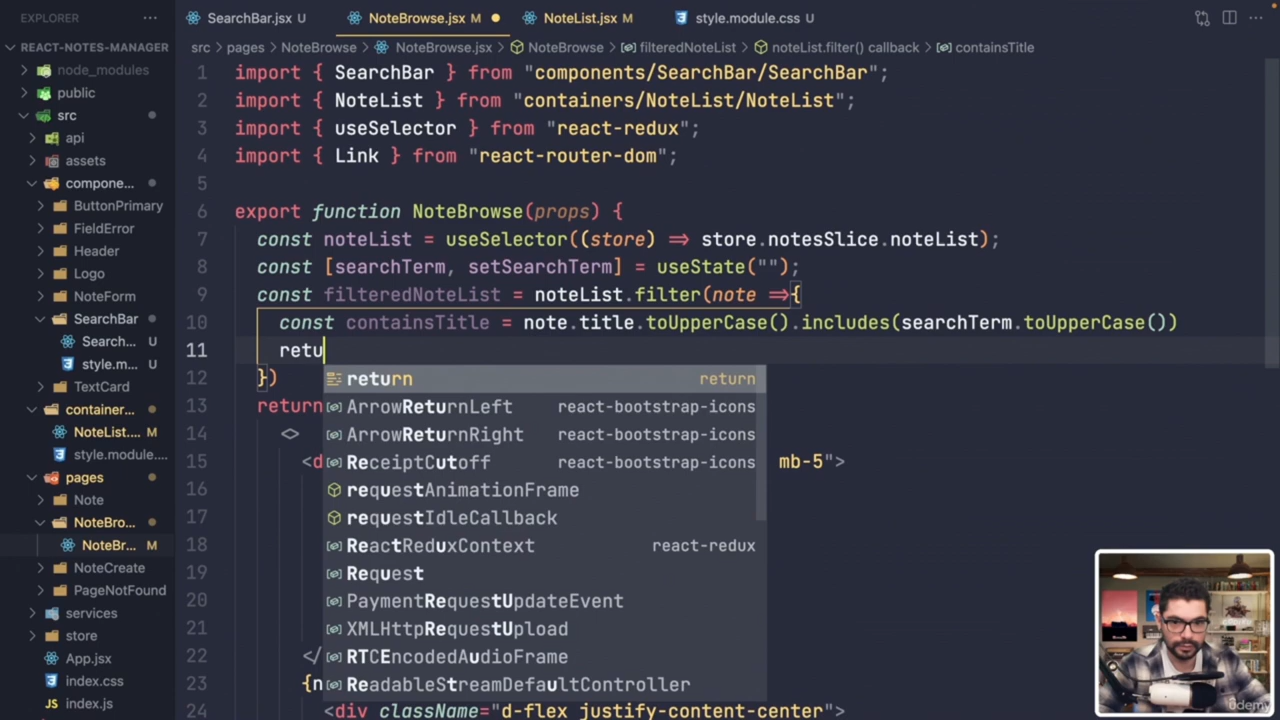 EXPLORER ···
SearchBar.jsx U
NoteBrowse.jsx M
NoteList.jsx M
style.module.css U
REACT-NOTES-MANAGER
src › pages › NoteBrowse › NoteBrowse.jsx › NoteBrowse › filteredNoteList › noteList.filter() callback › containsTitle
node_modules
public
src
api
assets
compone...
ButtonPrimary
FieldError
Header
Logo
NoteForm
SearchBar
Search... U
style.m... U
TextCard
container...
NoteList.... M
style.module....
pages
Note
NoteBro...
NoteBr... M
NoteCreate
PageNotFound
services
store
App.jsx
index.css
index.js
1 import { SearchBar } from "components/SearchBar/SearchBar";
2 import { NoteList } from "containers/NoteList/NoteList";
3 import { useSelector } from "react-redux";
4 import { Link } from "react-router-dom";
5
6 export function NoteBrowse(props) {
7 const noteList = useSelector((store) => store.notesSlice.noteList);
8 const [searchTerm, setSearchTerm] = useState("");
9 const filteredNoteList = noteList.filter(note =>{
10 const containsTitle = note.title.toUpperCase().includes(searchTerm.toUpperCase())
11 retu
12 })
13 return
14 <>
15 <d mb-5">
16
17
18
19
20
21
22 </
23 {n
24 <div className="d-flex justify-content-center">
return return
ArrowReturnLeft react-bootstrap-icons
ArrowReturnRight react-bootstrap-icons
ReceiptCutoff react-bootstrap-icons
requestAnimationFrame
requestIdleCallback
ReactReduxContext react-redux
Request
PaymentRequestUpdateEvent
XMLHttpRequestUpload
RTCEncodedAudioFrame
ReadableStreamDefaultController
udemy